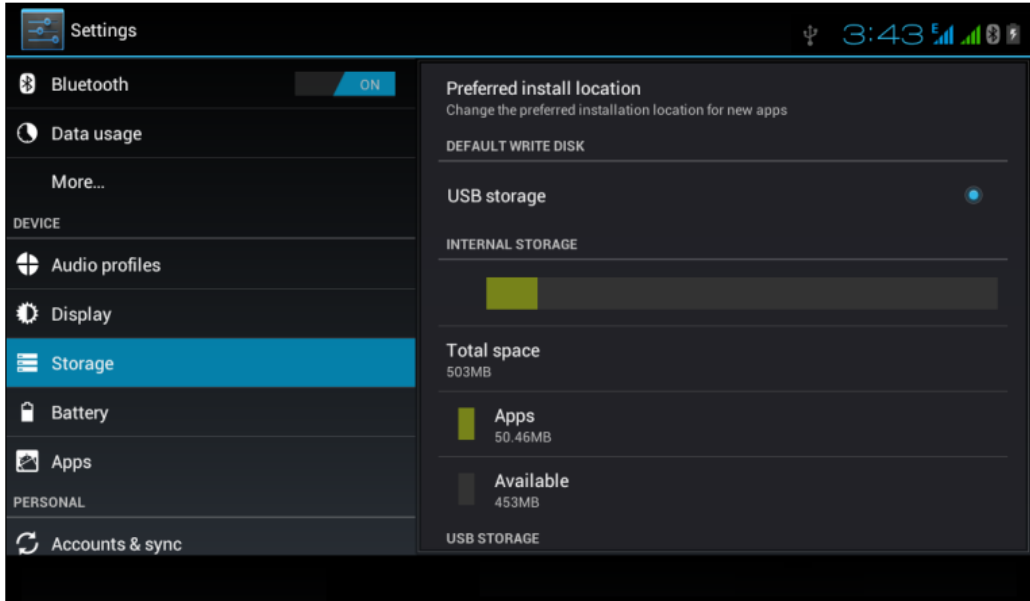 Settings
3:43
E
Bluetooth
ON
Data usage
More...
DEVICE
Audio profiles
Display
Storage
Battery
Apps
PERSONAL
Accounts & sync
Preferred install location
Change the preferred installation location for new apps
DEFAULT WRITE DISK
USB storage
INTERNAL STORAGE
Total space
503MB
Apps
50.46MB
Available
453MB
USB STORAGE